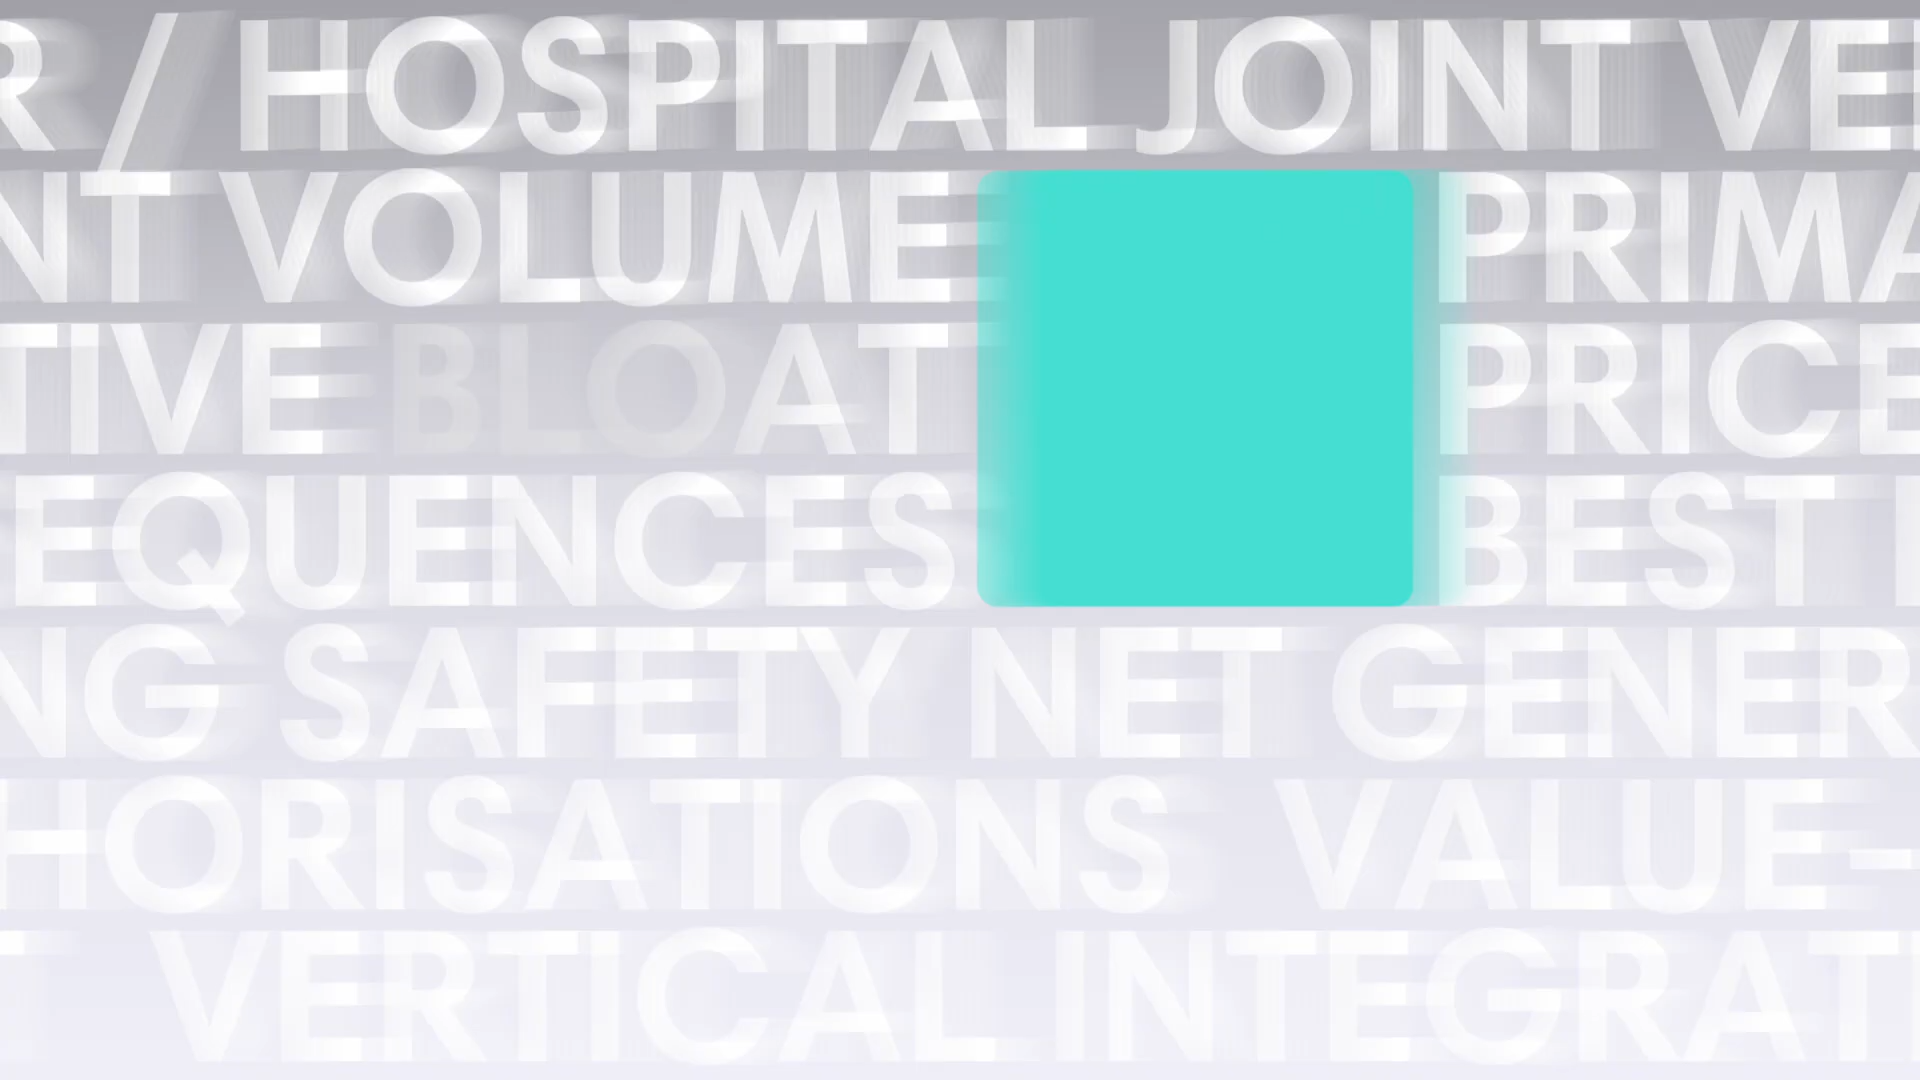 R / HOSPITAL JOINT VE
NT VOLUME PRIMA
TIVE BLOAT PRICE
EQUENCES BEST
NG SAFETY NET GENER
HORISATIONS VALUE-
T VERTICAL INTEGRAT